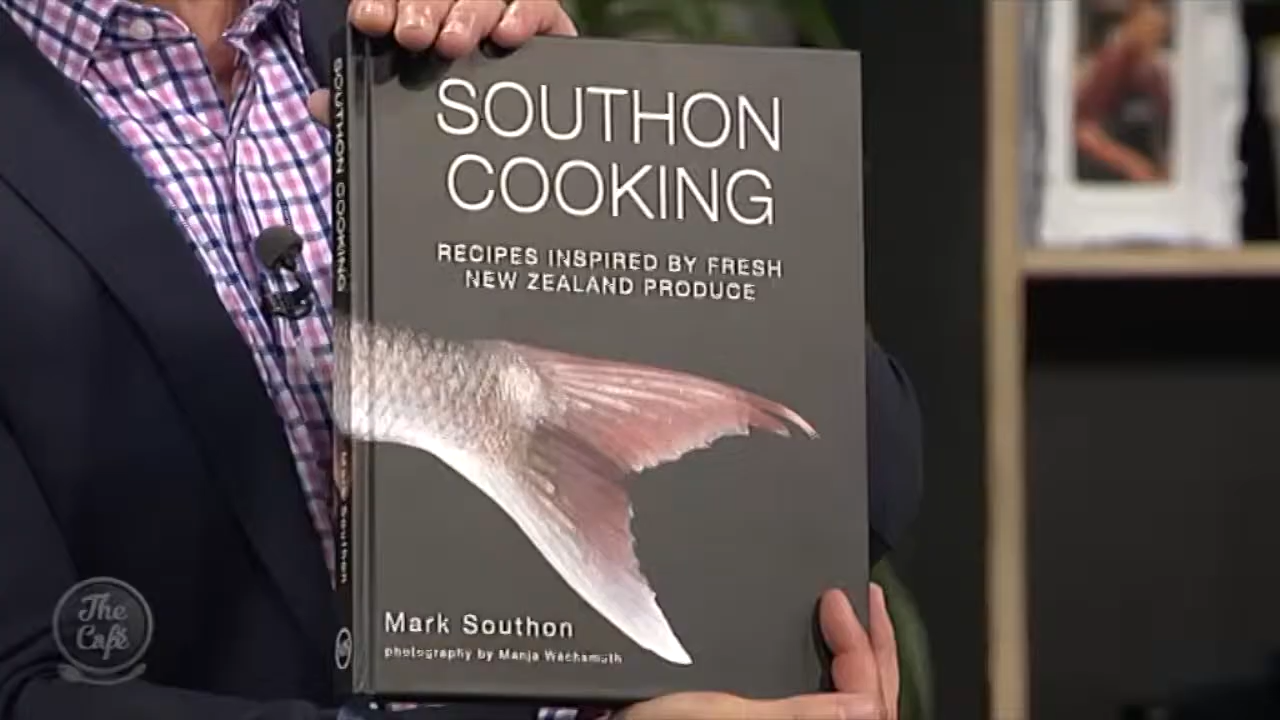 SOUTHON
COOKING
RECIPES INSPIRED BY FRESH
NEW ZEALAND PRODUCE
Mark Southon
photography by Manja Wachsmuth
SOUTHON COOKING
Mark Southon
The
Café